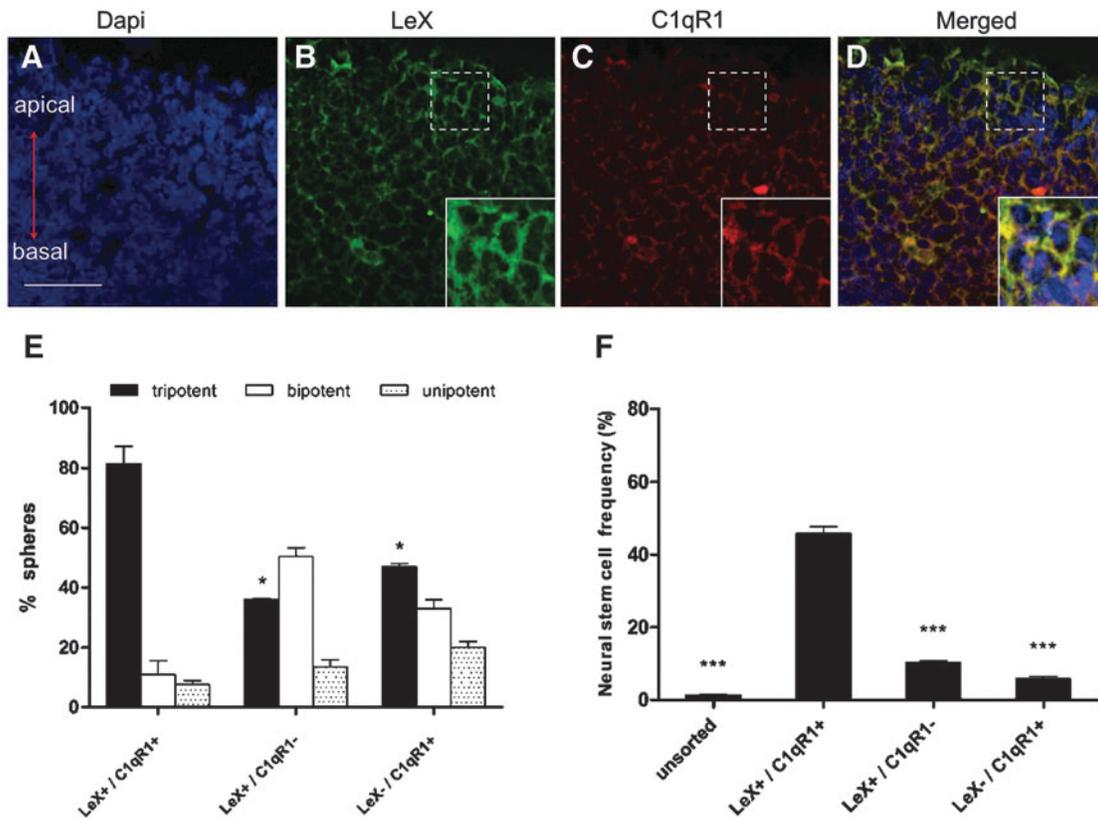 Dapi LeX C1qR1 Merged
A B C D
apical
basal
E F
tripotent bipotent unipotent
% spheres
100
80
60
40
20
0
* *
LeX+ / C1qR1+
LeX+ / C1qR1-
LeX- / C1qR1+
Neural stem cell frequency (%)
80
60
40
20
0
*** *** ***
unsorted
LeX+ / C1qR1+
LeX+ / C1qR1-
LeX- / C1qR1+